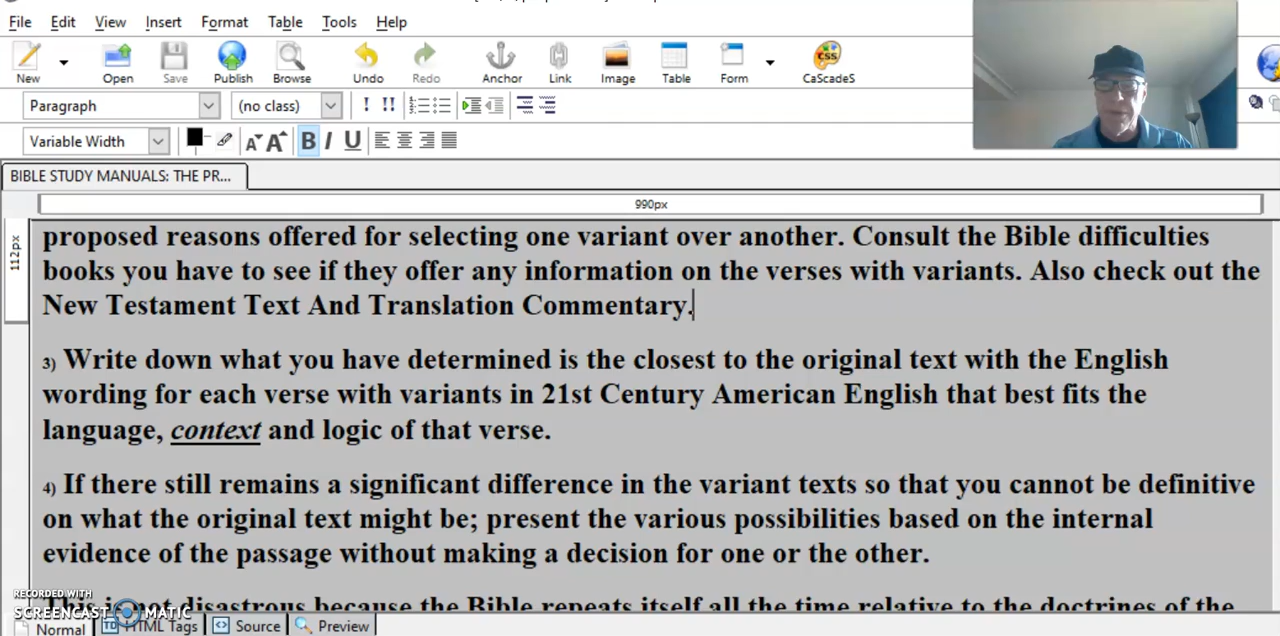 File Edit View Insert Format Table Tools Help
New Open Save Publish Browse Undo Redo Anchor Link Image Table Form CaScadeS
Paragraph (no class) ! !!
Variable Width A A B I U
BIBLE STUDY MANUALS: THE PR...
990px
112px
proposed reasons offered for selecting one variant over another. Consult the Bible difficulties
books you have to see if they offer any information on the verses with variants. Also check out the
New Testament Text And Translation Commentary.
3) Write down what you have determined is the closest to the original text with the English
wording for each verse with variants in 21st Century American English that best fits the
language, context and logic of that verse.
4) If there still remains a significant difference in the variant texts so that you cannot be definitive
on what the original text might be; present the various possibilities based on the internal
evidence of the passage without making a decision for one or the other.
This is not disastrous because the Bible repeats itself all the time relative to the doctrines of the
RECORDED WITH
SCREENCAST MATIC
Normal TD HTML Tags Source Preview